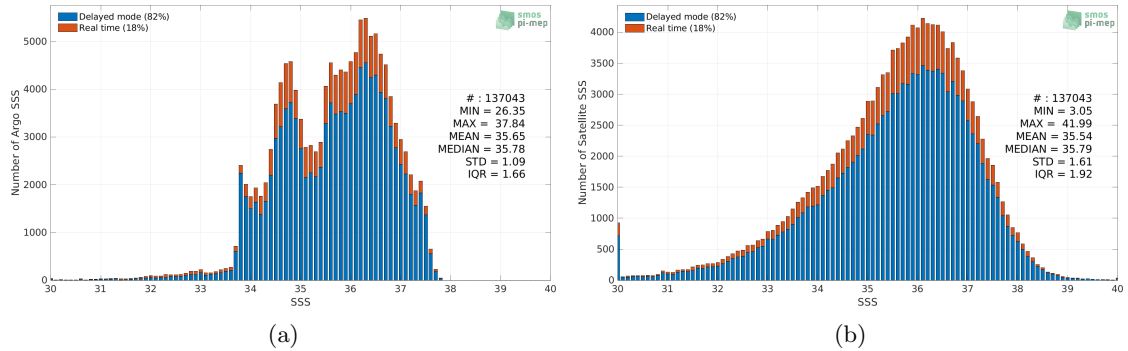 Delayed mode (82%)
Real time (18%)
smos
pi-mep
Number of Argo SSS
5000
4000
3000
2000
1000
0
# : 137043
MIN = 26.35
MAX = 37.84
MEAN = 35.65
MEDIAN = 35.78
STD = 1.09
IQR = 1.66
30 31 32 33 34 35 36 37 38 39 40
SSS
(a)
Delayed mode (82%)
Real time (18%)
smos
pi-mep
Number of Satellite SSS
4000
3500
3000
2500
2000
1500
1000
500
0
# : 137043
MIN = 3.05
MAX = 41.99
MEAN = 35.54
MEDIAN = 35.79
STD = 1.61
IQR = 1.92
30 31 32 33 34 35 36 37 38 39 40
SSS
(b)